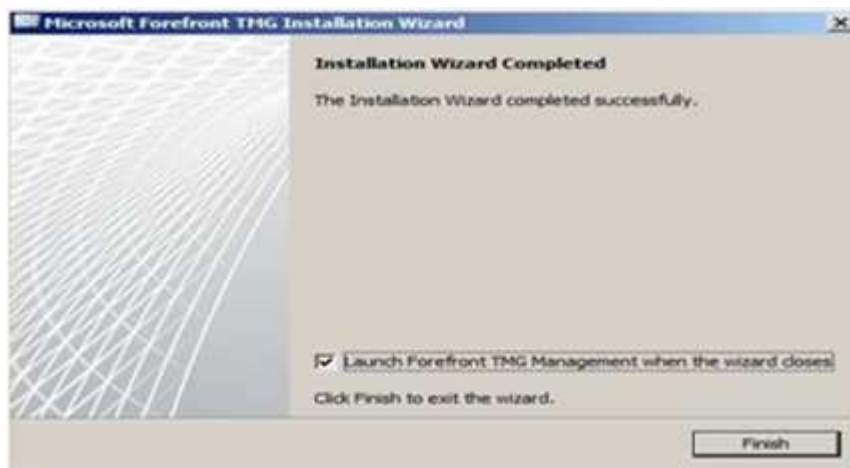 Microsoft Forefront TMG Installation Wizard
Installation Wizard Completed
The Installation Wizard completed successfully.
Launch Forefront TMG Management when the wizard closes
Click Finish to exit the wizard.
Finish